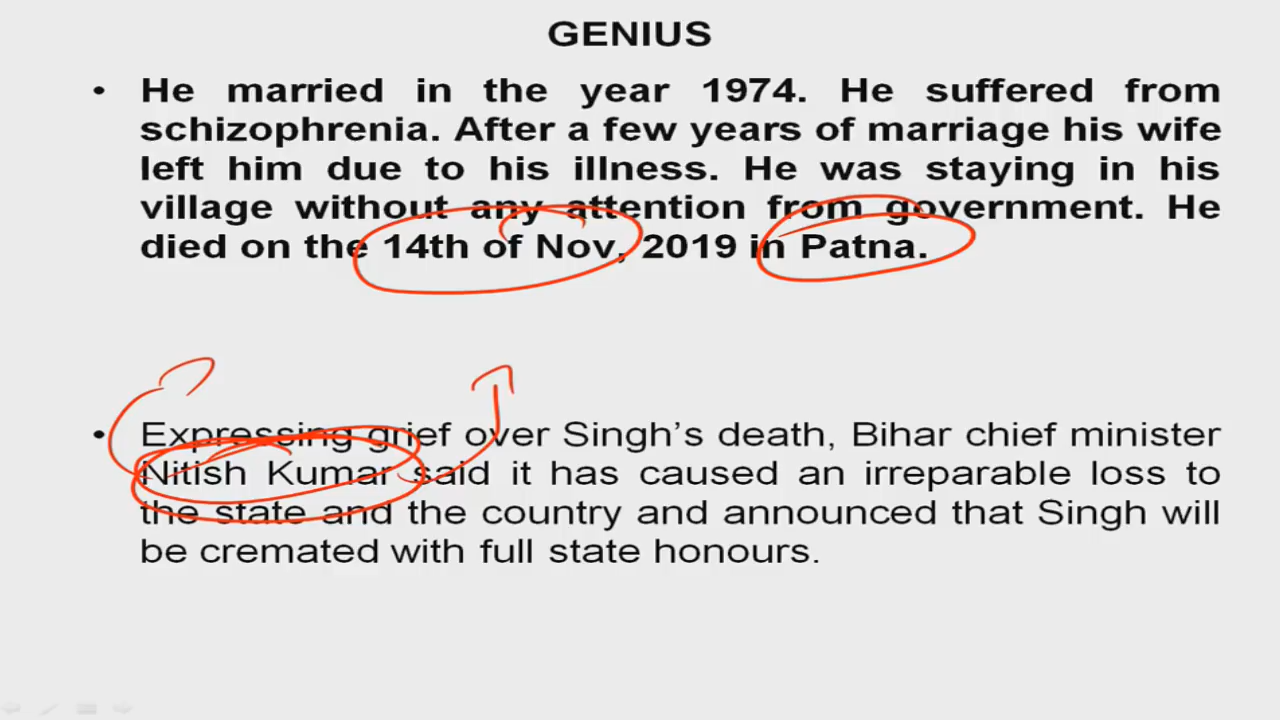 GENIUS
• He married in the year 1974. He suffered from
schizophrenia. After a few years of marriage his wife
left him due to his illness. He was staying in his
village without any attention from government. He
died on the 14th of Nov, 2019 in Patna.
• Expressing grief over Singh's death, Bihar chief minister
Nitish Kumar said it has caused an irreparable loss to
the state and the country and announced that Singh will
be cremated with full state honours.